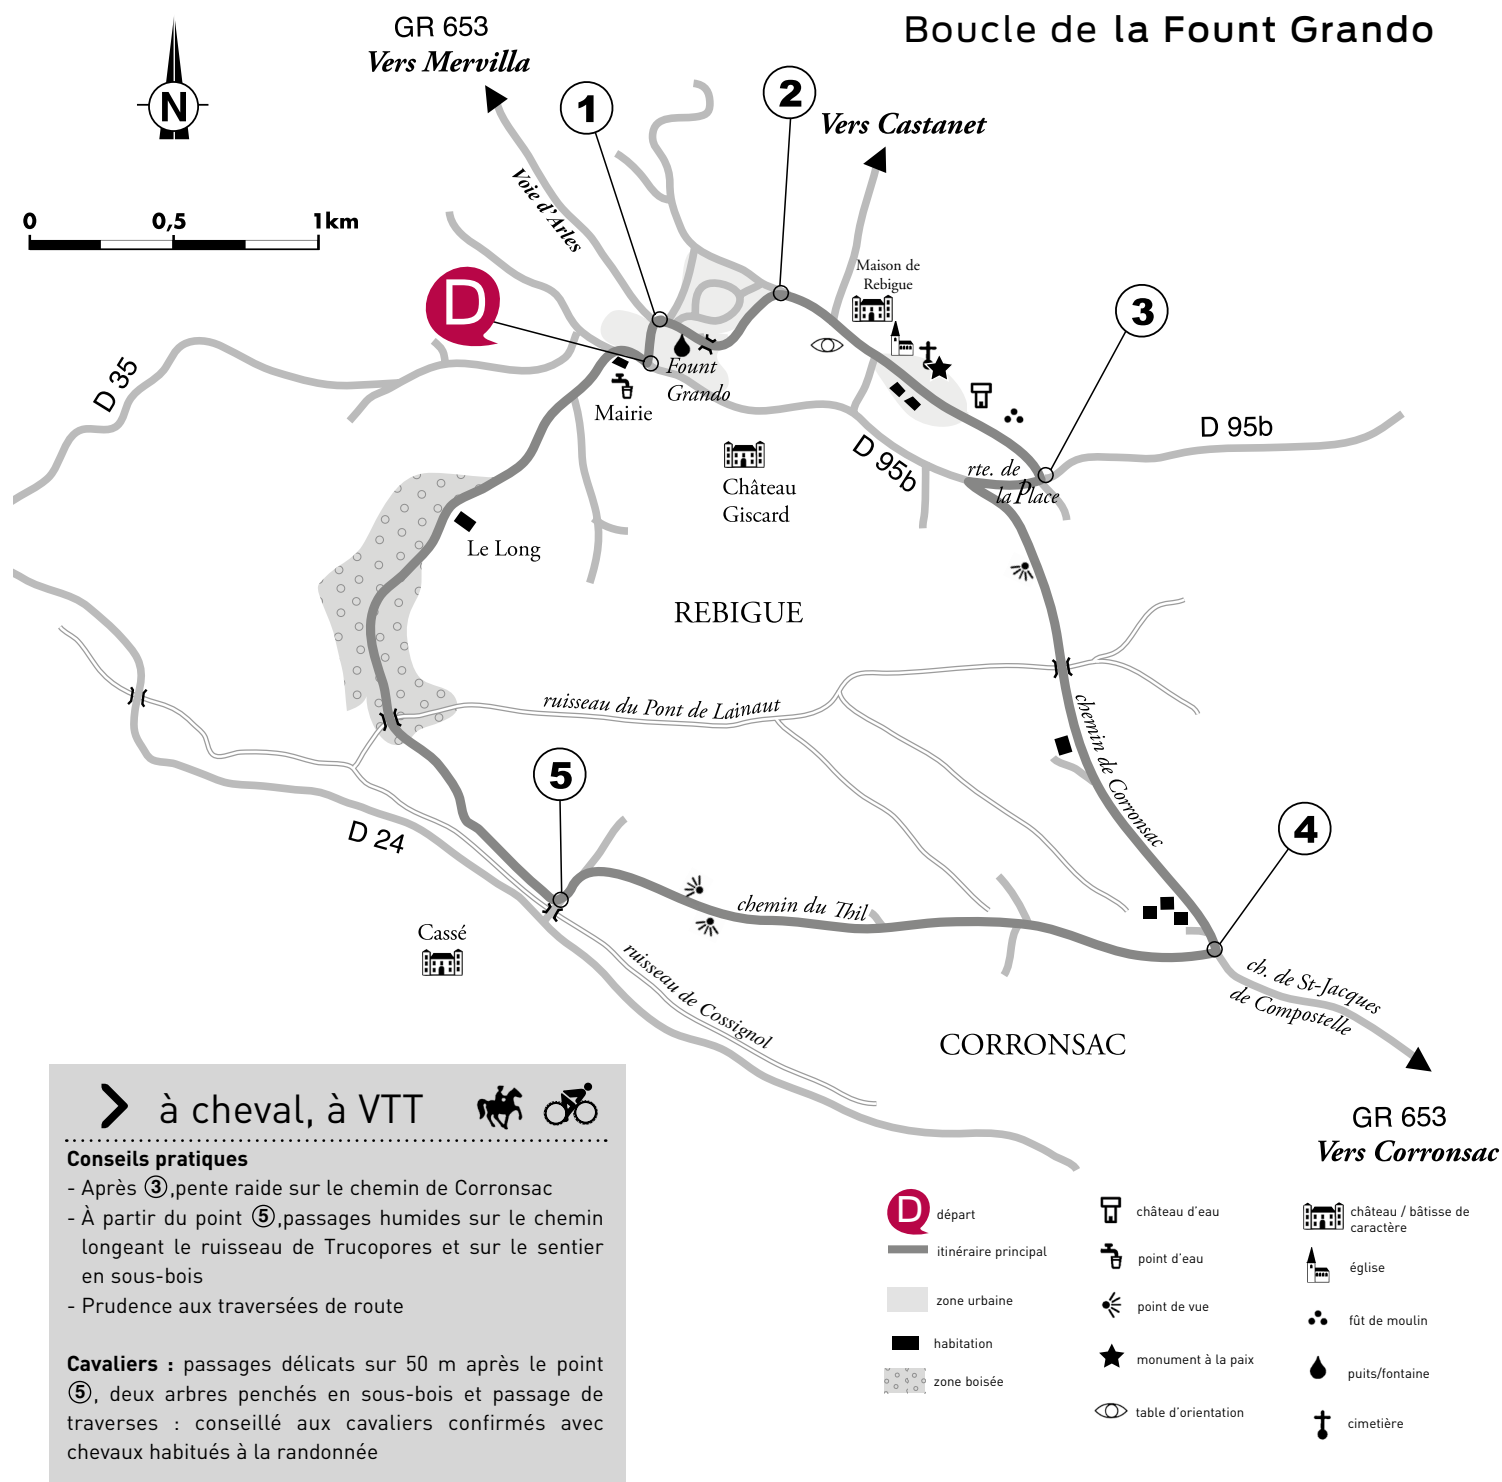 Boucle de la Fount Grando
GR 653
Vers Mervilla
N
0 0,5 1km
1
2
Vers Castanet
Voie d'Arles
D
Maison de
Rebigue
3
D 35
Fount
Grando
Mairie
D 95b
D 95b
rte. de
la Place
Château
Giscard
Le Long
REBIGUE
ruisseau du Pont de Lainaut
chemin de Corronsac
5
4
D 24
chemin du Thil
Cassé
ruisseau de Cossignol
ch. de St-Jacques
de Compostelle
CORRONSAC
GR 653
Vers Corronsac
à cheval, à VTT
Conseils pratiques
- Après 3,pente raide sur le chemin de Corronsac
- À partir du point 5,passages humides sur le chemin
longeant le ruisseau de Trucopores et sur le sentier
en sous-bois
- Prudence aux traversées de route
Cavaliers : passages délicats sur 50 m après le point
5, deux arbres penchés en sous-bois et passage de
traverses : conseillé aux cavaliers confirmés avec
chevaux habitués à la randonnée
D départ
itinéraire principal
zone urbaine
habitation
zone boisée
château d'eau
point d'eau
point de vue
monument à la paix
table d'orientation
château / bâtisse de
caractère
église
fût de moulin
puits/fontaine
cimetière